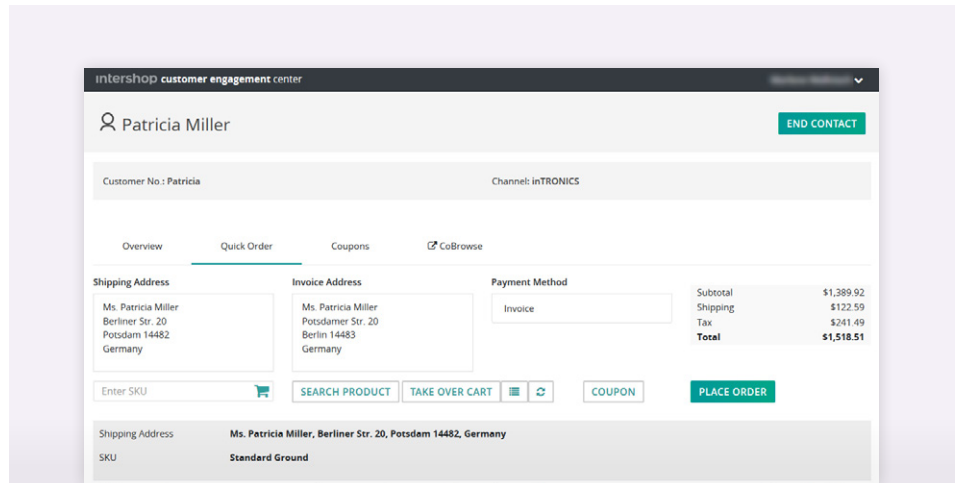 intershop customer engagement center
Patricia Miller
END CONTACT
Customer No.: Patricia Channel: inTRONICS
Overview Quick Order Coupons CoBrowse
Shipping Address Invoice Address Payment Method
Ms. Patricia Miller
Berliner Str. 20
Potsdam 14482
Germany
Ms. Patricia Miller
Potsdamer Str. 20
Berlin 14483
Germany
Invoice
Subtotal $1,389.92
Shipping $122.59
Tax $241.49
Total $1,518.51
Enter SKU SEARCH PRODUCT TAKE OVER CART COUPON PLACE ORDER
Shipping Address Ms. Patricia Miller, Berliner Str. 20, Potsdam 14482, Germany
SKU Standard Ground